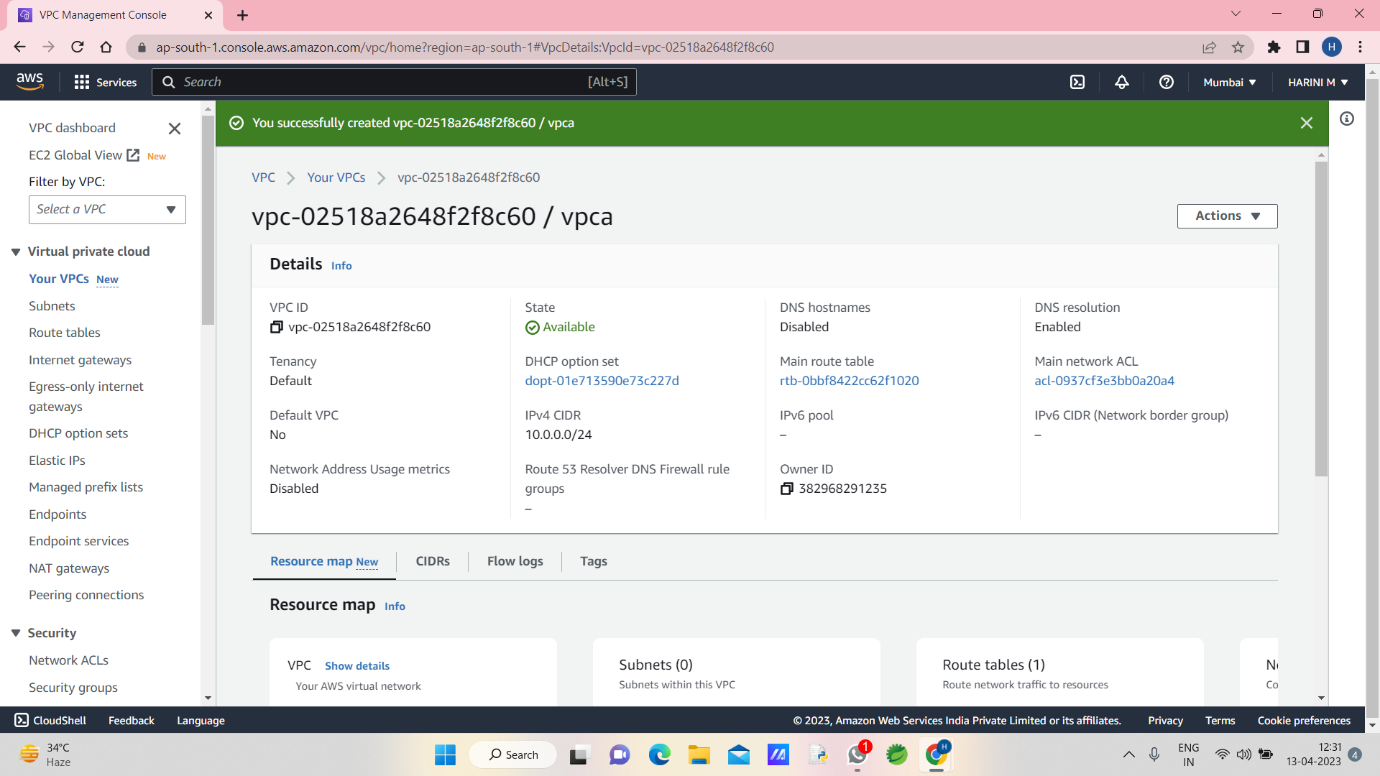 VPC Management Console
ap-south-1.console.aws.amazon.com/vpc/home?region=ap-south-1#VpcDetails:VpcId=vpc-02518a2648f2f8c60
H
aws
Services
Search [Alt+S]
Mumbai
HARINI M
VPC dashboard
EC2 Global View New
Filter by VPC:
Select a VPC
Virtual private cloud
Your VPCs New
Subnets
Route tables
Internet gateways
Egress-only internet
gateways
DHCP option sets
Elastic IPs
Managed prefix lists
Endpoints
Endpoint services
NAT gateways
Peering connections
Security
Network ACLs
Security groups
You successfully created vpc-02518a2648f2f8c60 / vpca
VPC Your VPCs vpc-02518a2648f2f8c60
vpc-02518a2648f2f8c60 / vpca
Actions
Details Info
VPC ID
vpc-02518a2648f2f8c60
State
Available
DNS hostnames
Disabled
DNS resolution
Enabled
Tenancy
Default
DHCP option set
dopt-01e713590e73c227d
Main route table
rtb-0bbf8422cc62f1020
Main network ACL
acl-0937cf3e3bb0a20a4
Default VPC
No
IPv4 CIDR
10.0.0.0/24
IPv6 pool
–
IPv6 CIDR (Network border group)
–
Network Address Usage metrics
Disabled
Route 53 Resolver DNS Firewall rule
groups
–
Owner ID
382968291235
Resource map New CIDRs Flow logs Tags
Resource map Info
VPC Show details
Your AWS virtual network
Subnets (0)
Subnets within this VPC
Route tables (1)
Route network traffic to resources
CloudShell Feedback Language
© 2023, Amazon Web Services India Private Limited or its affiliates. Privacy Terms Cookie preferences
34°C
Haze
Search
1
H
ENG
IN
12:31
13-04-2023
4